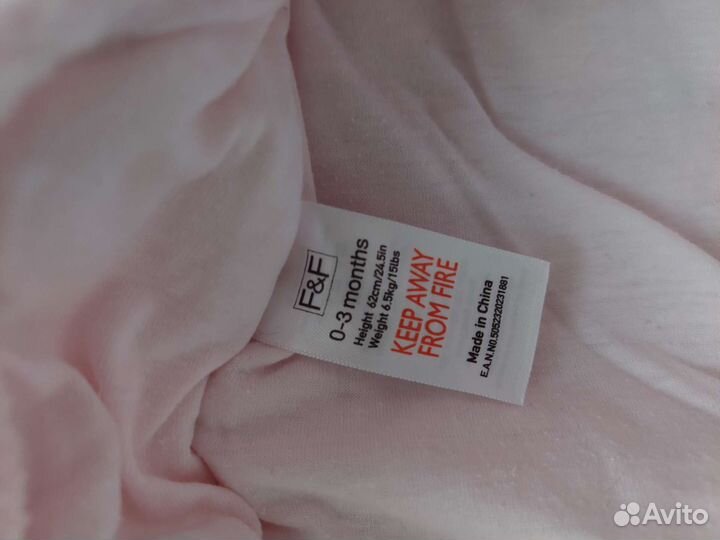 F&F
0-3 months
Height 62cm/24.5in
Weight 6.5kg/15lbs
KEEP AWAY
FROM FIRE
Made in China
E.A.N.NO.5052320231881
Avito